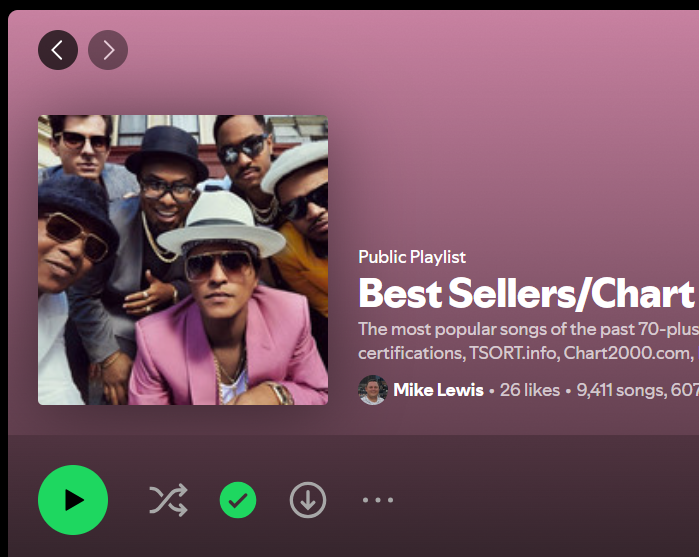 Public Playlist
Best Sellers/Chart
The most popular songs of the past 70-plus
certifications, TSORT.info, Chart2000.com,
Mike Lewis • 26 likes • 9,411 songs, 607